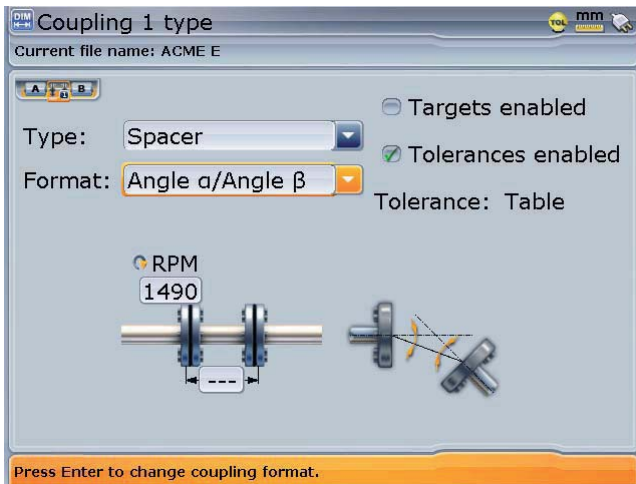 DIM
Coupling 1 type
TOL
mm
Current file name: ACME E
A
B
Targets enabled
Type: Spacer
Tolerances enabled
Format: Angle α/Angle β
Tolerance: Table
RPM
1490
---
Press Enter to change coupling format.